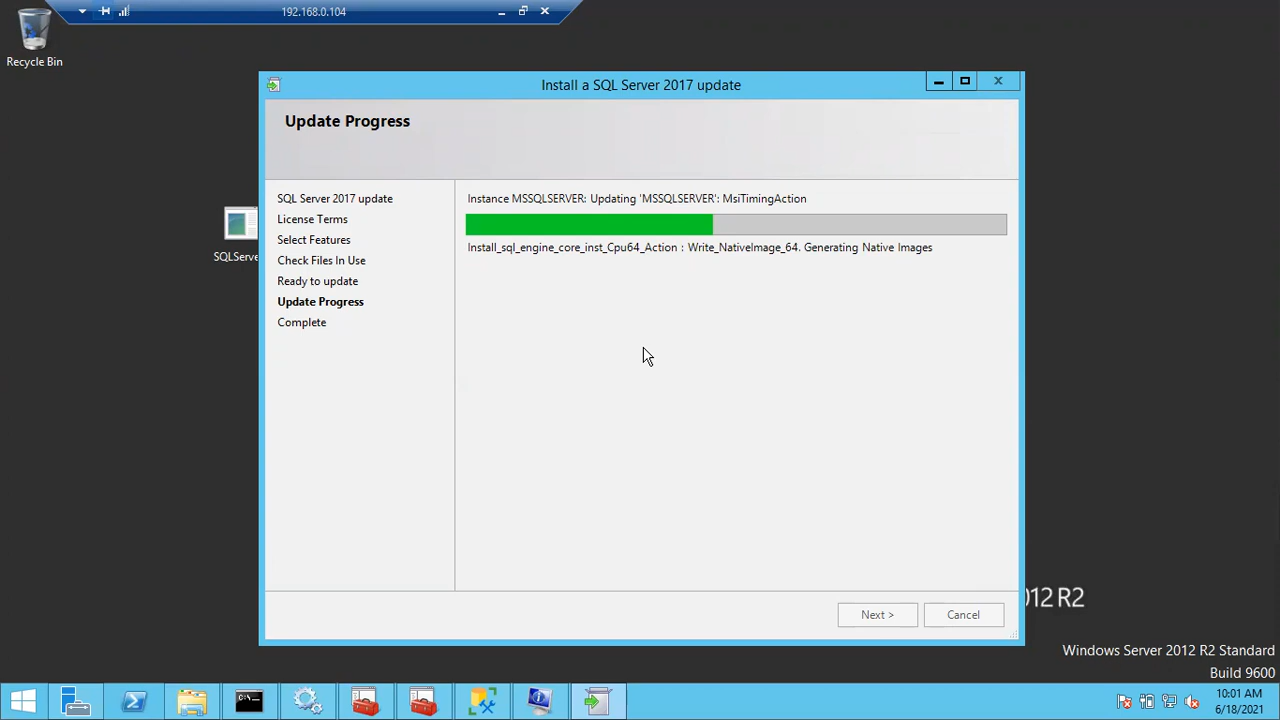 192.168.0.104
Recycle Bin
Install a SQL Server 2017 update
Update Progress
SQL Server 2017 update
License Terms
Select Features
Check Files In Use
Ready to update
Update Progress
Complete
Instance MSSQLSERVER: Updating 'MSSQLSERVER': MsiTimingAction
Install_sql_engine_core_inst_Cpu64_Action : Write_NativeImage_64. Generating Native Images
SQLServe
Next >
Cancel
012 R2
Windows Server 2012 R2 Standard
Build 9600
C:\
10:01 AM
6/18/2021